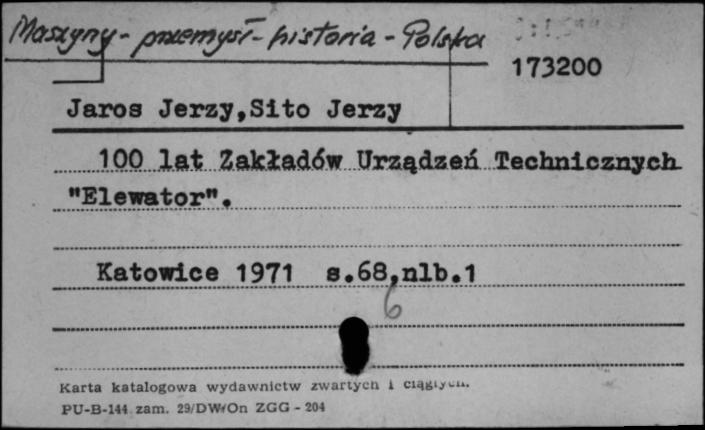 Maszyny - przemysł - historia - Polska
173200
Jaros Jerzy,Sito Jerzy
100 lat Zakładów Urządzeń Technicznych
"Elewator".
Katowice 1971 s.68,nlb.1
6
Karta katalogowa wydawnictw zwartych i ciągłych.
PU-B-144 zam. 29/DW/On ZGG - 204